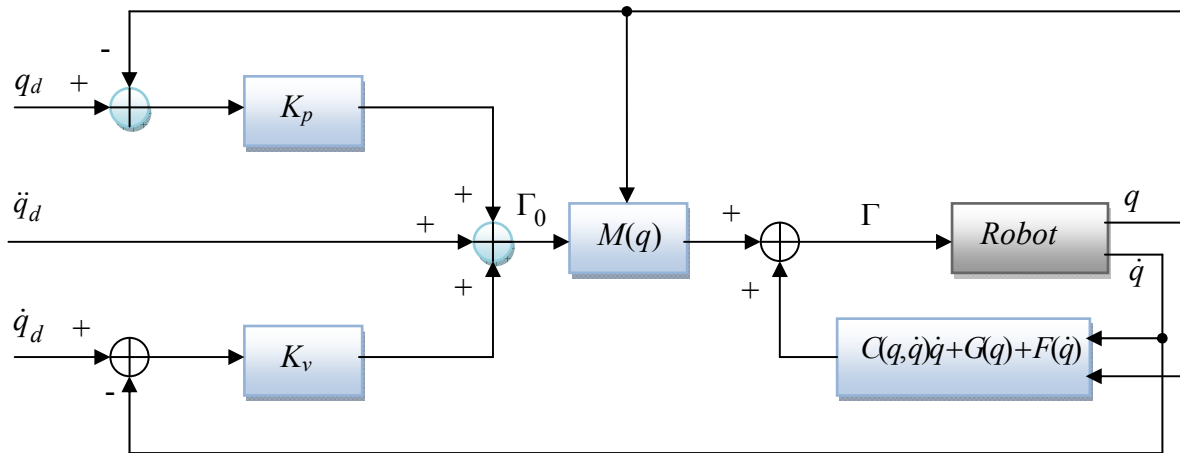 -
q_d +
K_p
+
q̈_d + Γ_0 M(q) + Γ Robot q
+ + q̇
q̇_d +
K_v C(q,q̇)q̇+G(q)+F(q̇)
-